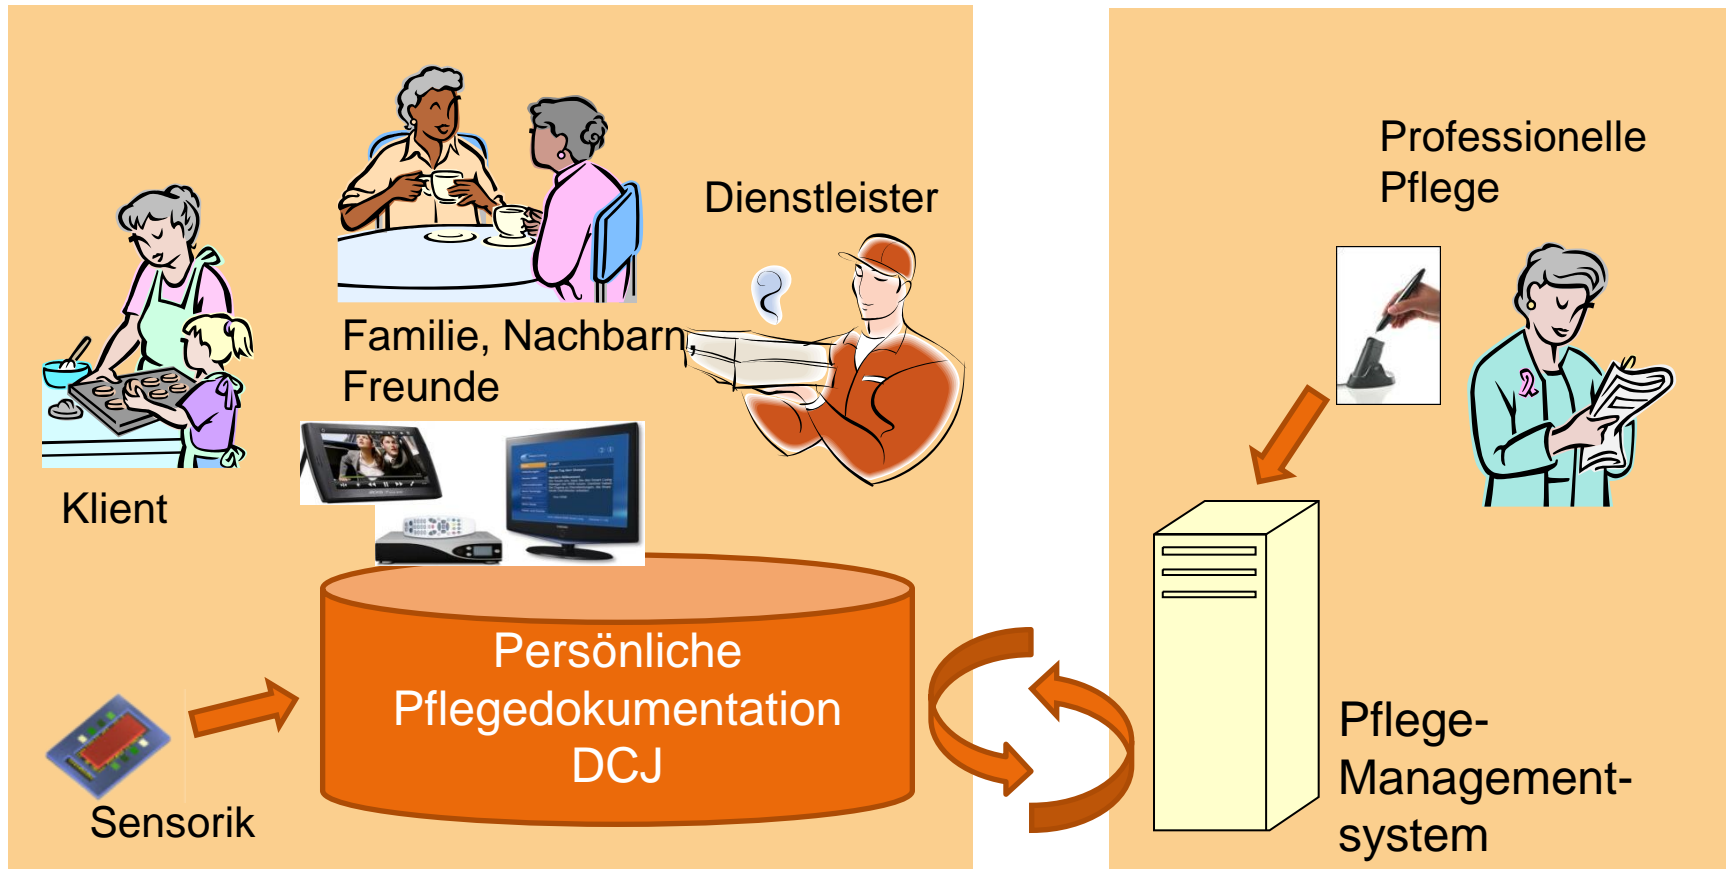 Professionelle
Pflege
Dienstleister
Familie, Nachbarn,
Freunde
Klient
Persönliche
Pflegedokumentation
DCJ
Sensorik
Pflege-
Management-
system